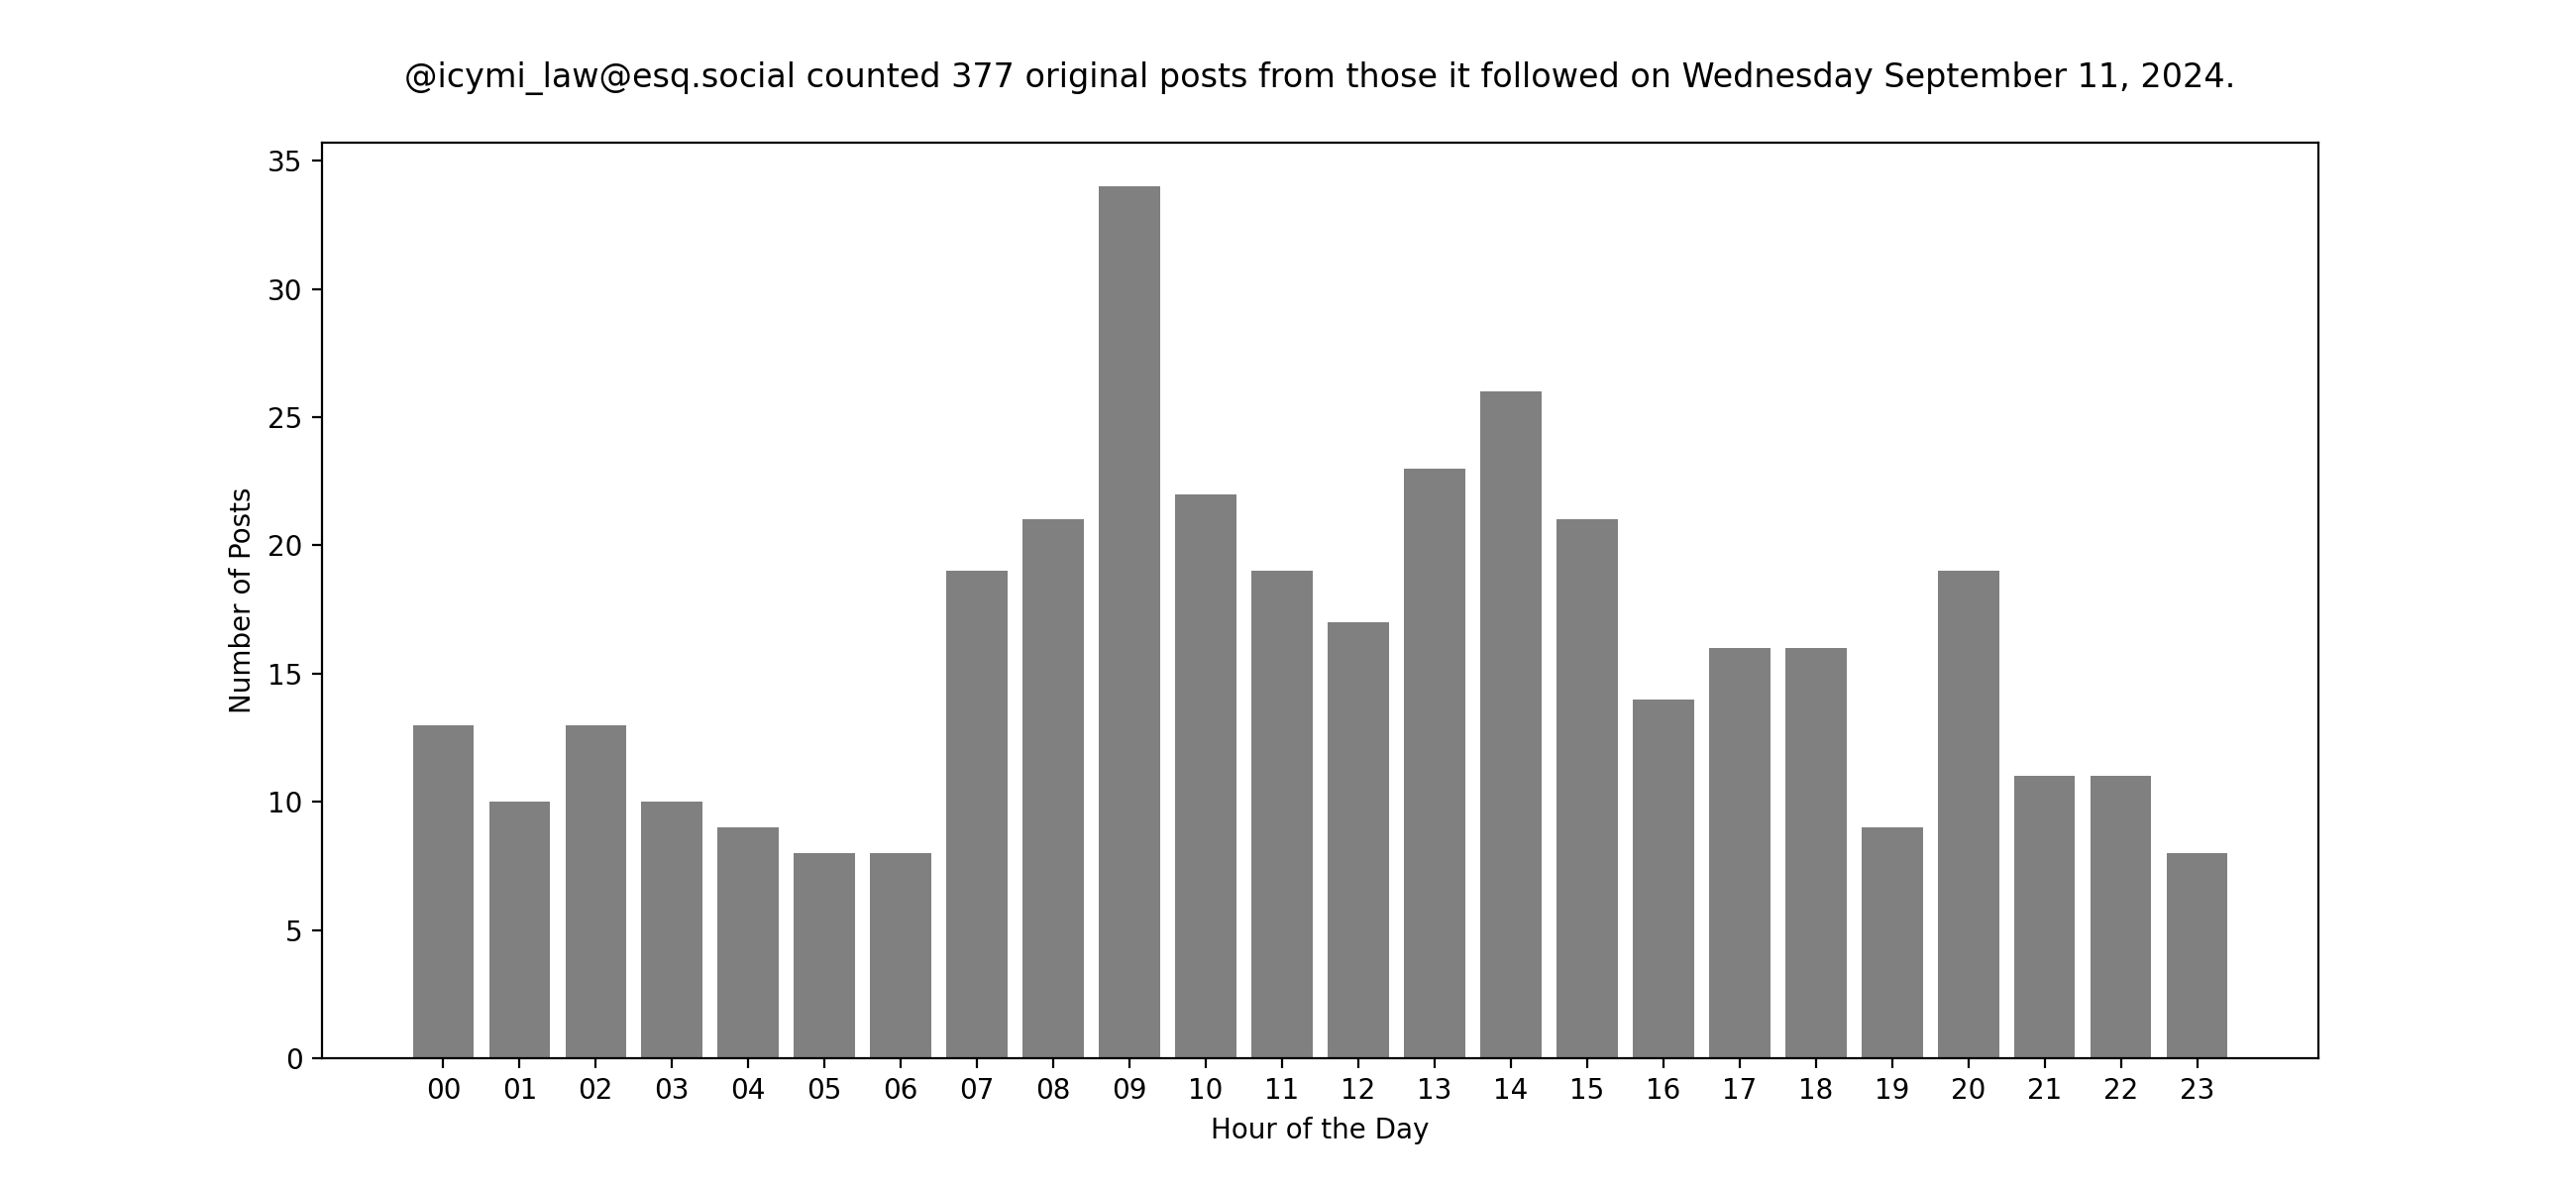 @icymi_law@esq.social counted 377 original posts from those it followed on Wednesday September 11, 2024.
35
30
25
20
15
10
5
0
Number of Posts
00 01 02 03 04 05 06 07 08 09 10 11 12 13 14 15 16 17 18 19 20 21 22 23
Hour of the Day